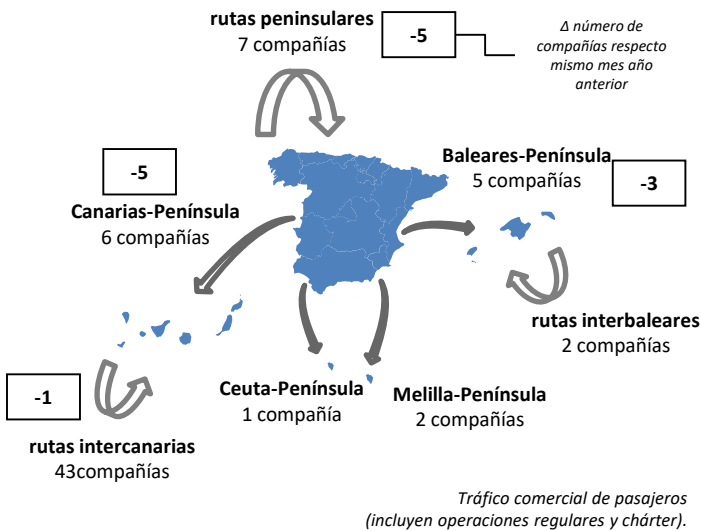 rutas peninsulares
7 compañías
-5
Δ número de
compañías respecto
mismo mes año
anterior
-5
Canarias-Península
6 compañías
Baleares-Península
5 compañías
-3
rutas interbaleares
2 compañías
Ceuta-Península
1 compañía
Melilla-Península
2 compañías
-1
rutas intercanarias
43compañías
Tráfico comercial de pasajeros
(incluyen operaciones regulares y chárter).